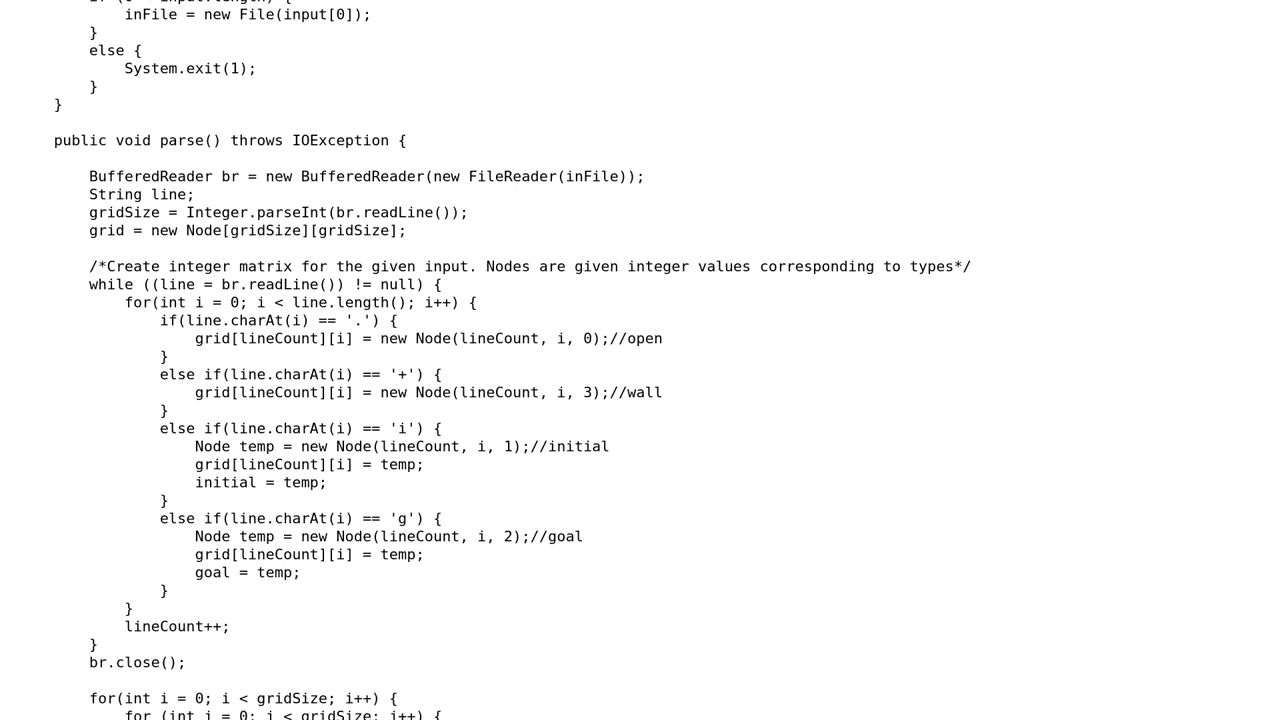 inFile = new File(input[0]);
}
else {
System.exit(1);
}
}
public void parse() throws IOException {
BufferedReader br = new BufferedReader(new FileReader(inFile));
String line;
gridSize = Integer.parseInt(br.readLine());
grid = new Node[gridSize][gridSize];
/*Create integer matrix for the given input. Nodes are given integer values corresponding to types*/
while ((line = br.readLine()) != null) {
for(int i = 0; i < line.length(); i++) {
if(line.charAt(i) == '.') {
grid[lineCount][i] = new Node(lineCount, i, 0);//open
}
else if(line.charAt(i) == '+') {
grid[lineCount][i] = new Node(lineCount, i, 3);//wall
}
else if(line.charAt(i) == 'i') {
Node temp = new Node(lineCount, i, 1);//initial
grid[lineCount][i] = temp;
initial = temp;
}
else if(line.charAt(i) == 'g') {
Node temp = new Node(lineCount, i, 2);//goal
grid[lineCount][i] = temp;
goal = temp;
}
}
lineCount++;
}
br.close();
for(int i = 0; i < gridSize; i++) {